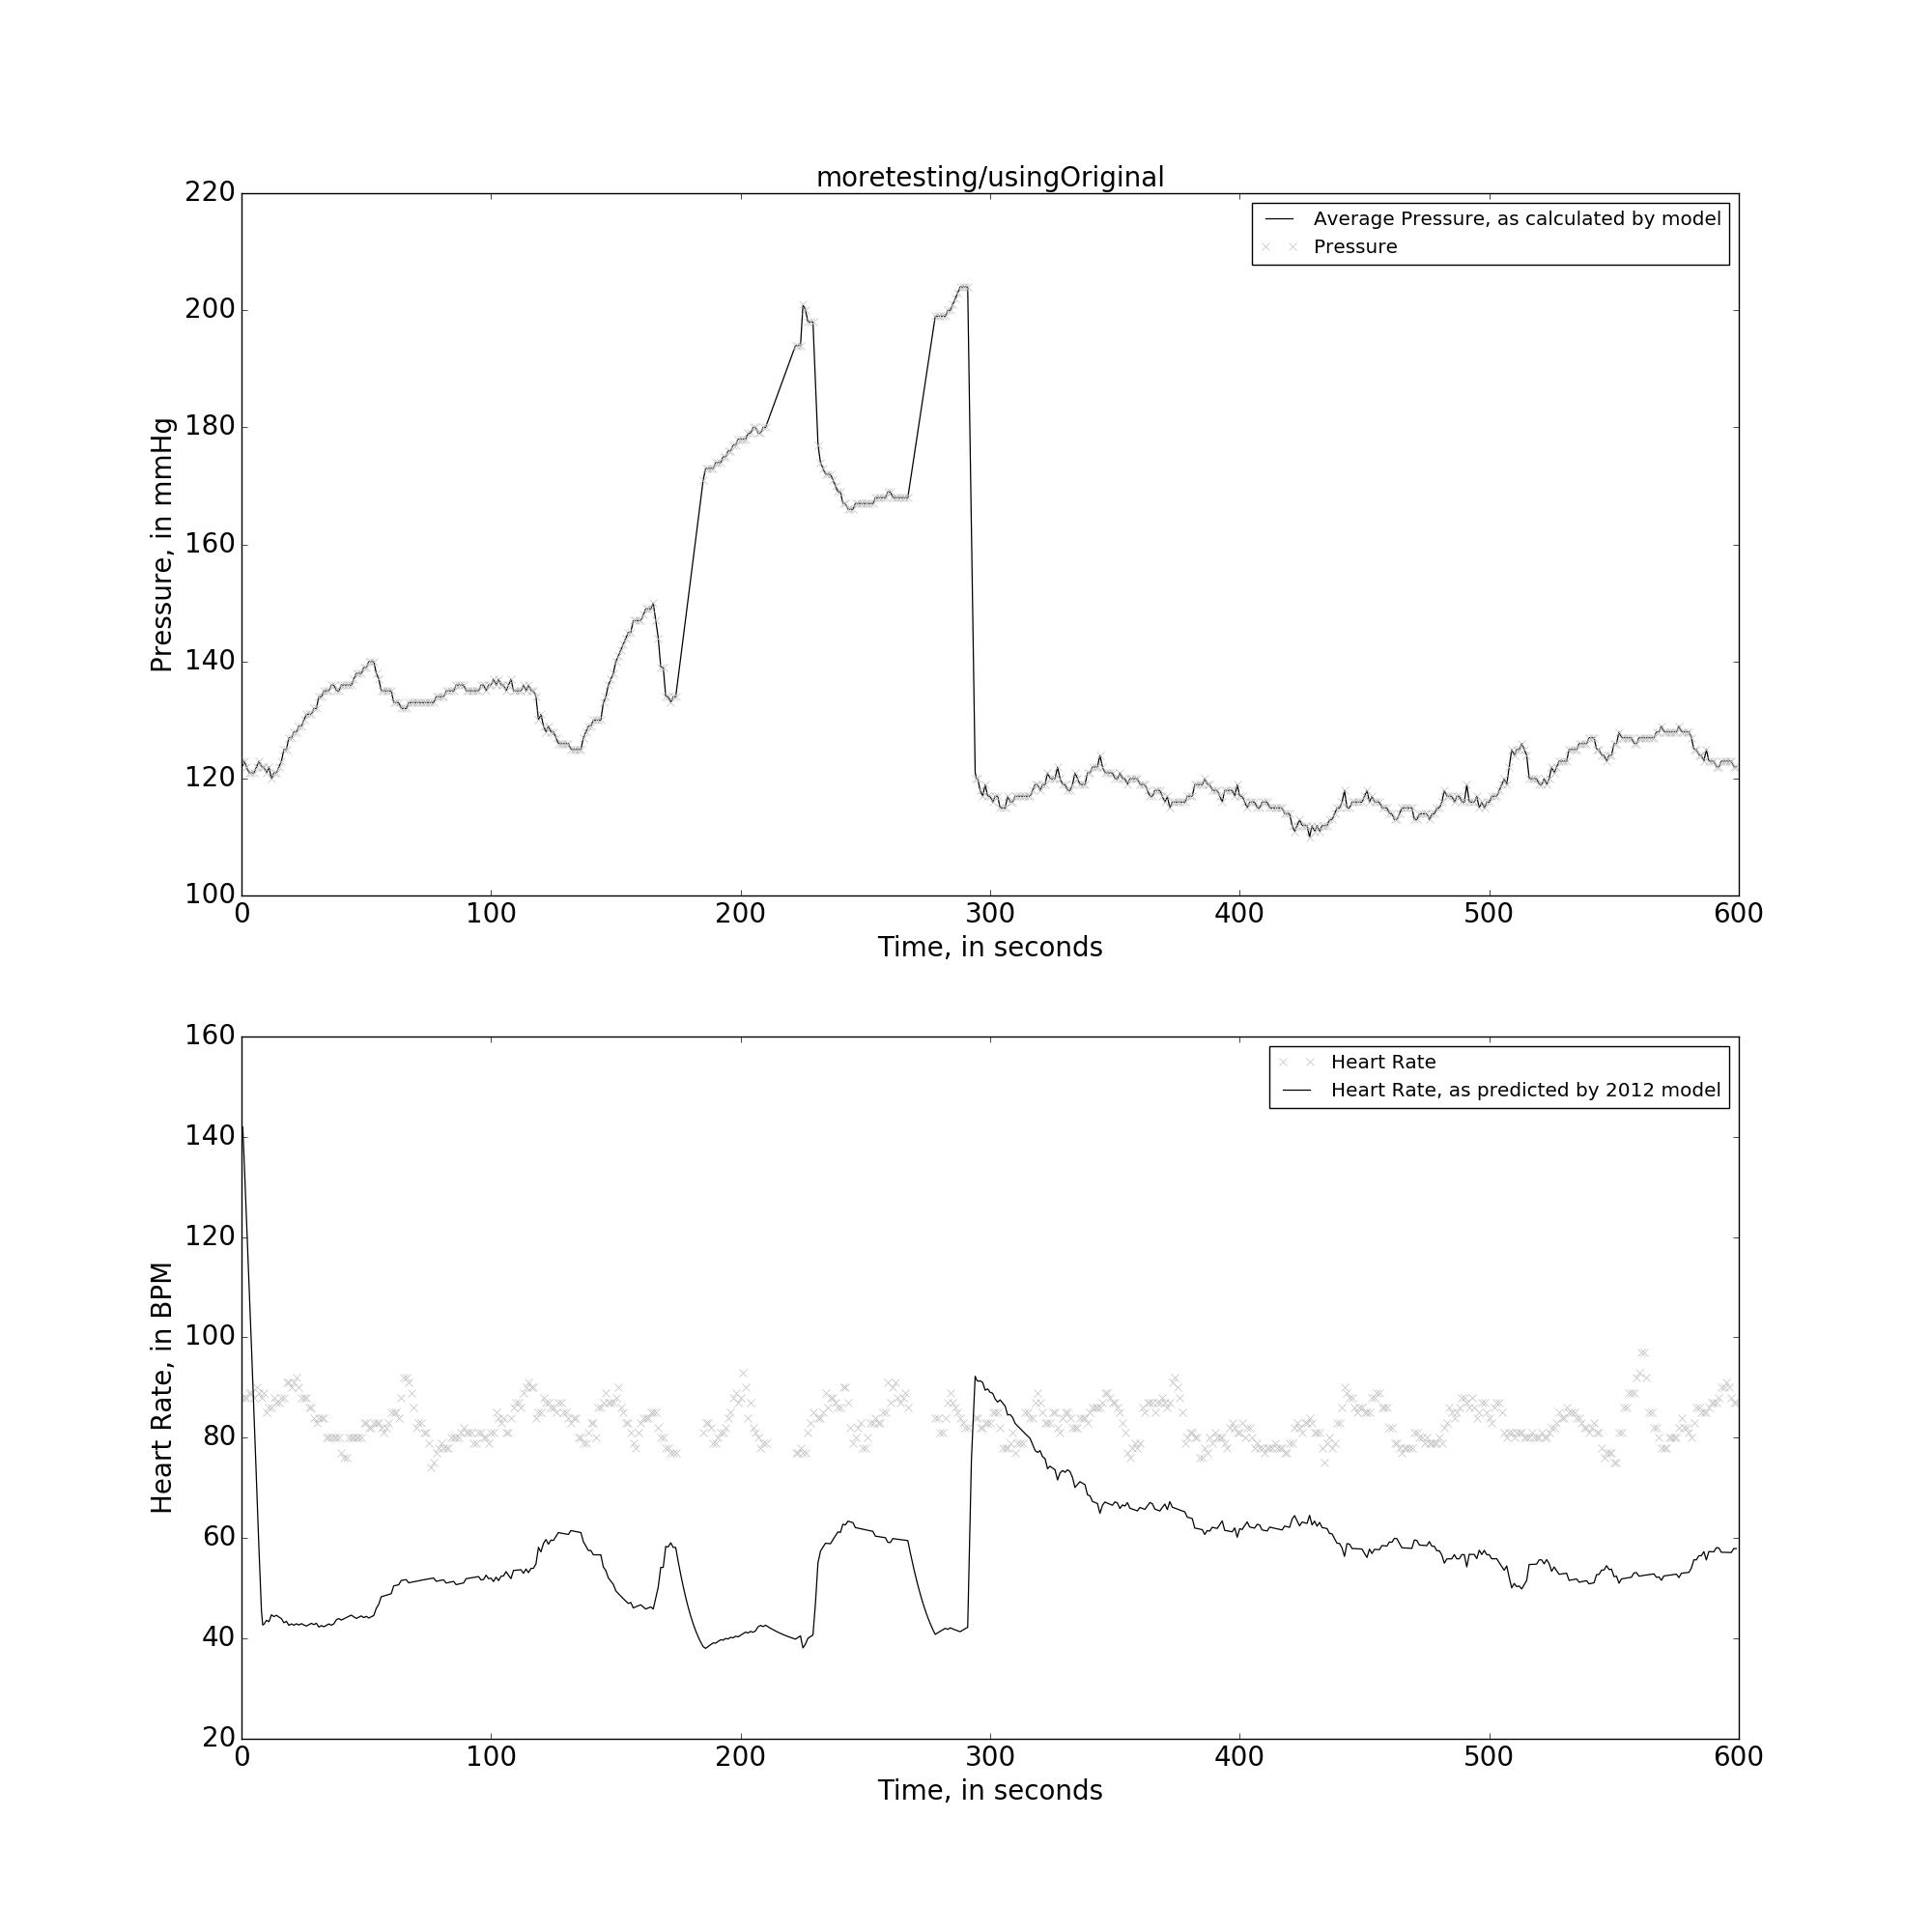 moretesting/usingOriginal
220
200
180
160
140
120
100
Pressure, in mmHg
Average Pressure, as calculated by model
Pressure
0 100 200 300 400 500 600
Time, in seconds
160
140
120
100
80
60
40
20
Heart Rate, in BPM
Heart Rate
Heart Rate, as predicted by 2012 model
0 100 200 300 400 500 600
Time, in seconds